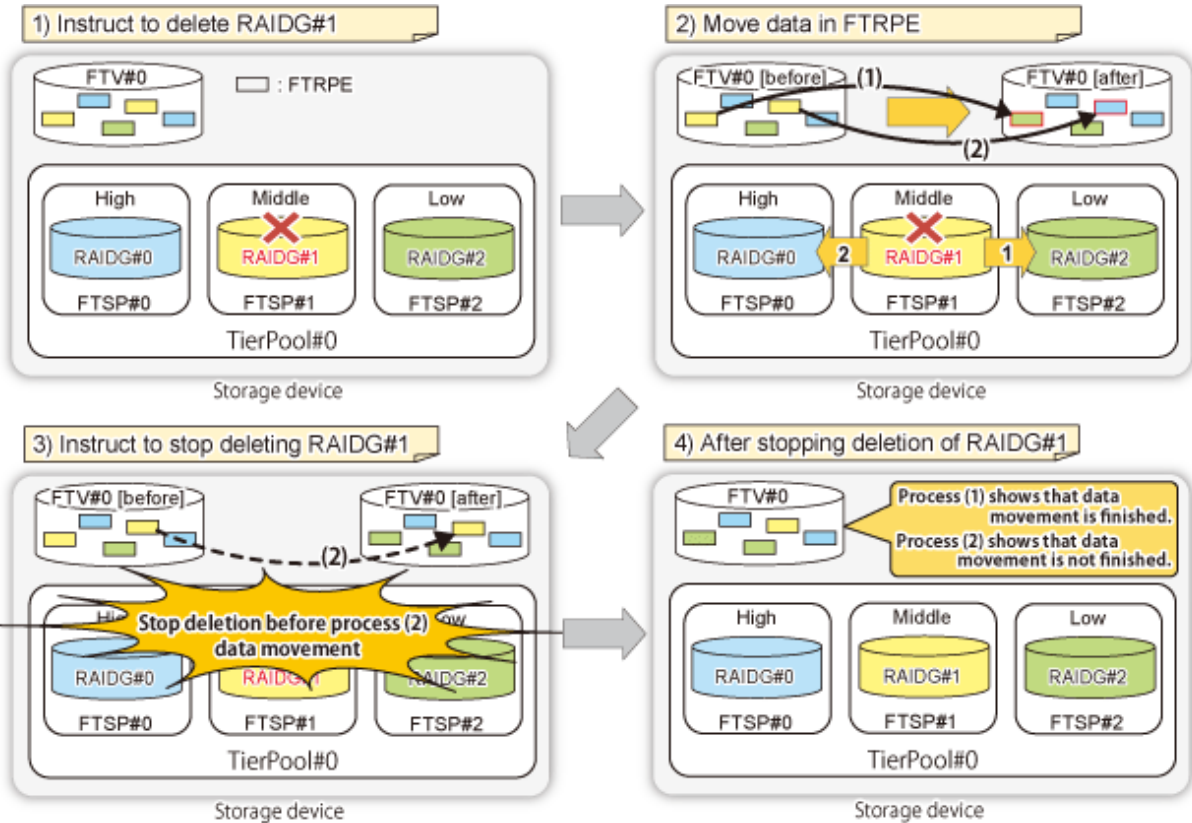 1) Instruct to delete RAIDG#1
FTV#0
: FTRPE
High
Middle
Low
RAIDG#0
RAIDG#1
RAIDG#2
FTSP#0
FTSP#1
FTSP#2
TierPool#0
Storage device
2) Move data in FTRPE
FTV#0 [before]
(1)
FTV#0 [after]
(2)
High
Middle
Low
RAIDG#0
2
RAIDG#1
1
RAIDG#2
FTSP#0
FTSP#1
FTSP#2
TierPool#0
Storage device
3) Instruct to stop deleting RAIDG#1
FTV#0 [before]
FTV#0 [after]
(2)
Stop deletion before process (2)
data movement
RAIDG#0
RAIDG#2
FTSP#0
FTSP#1
FTSP#2
TierPool#0
Storage device
4) After stopping deletion of RAIDG#1
FTV#0
Process (1) shows that data
movement is finished.
Process (2) shows that data
movement is not finished.
High
Middle
Low
RAIDG#0
RAIDG#1
RAIDG#2
FTSP#0
FTSP#1
FTSP#2
TierPool#0
Storage device